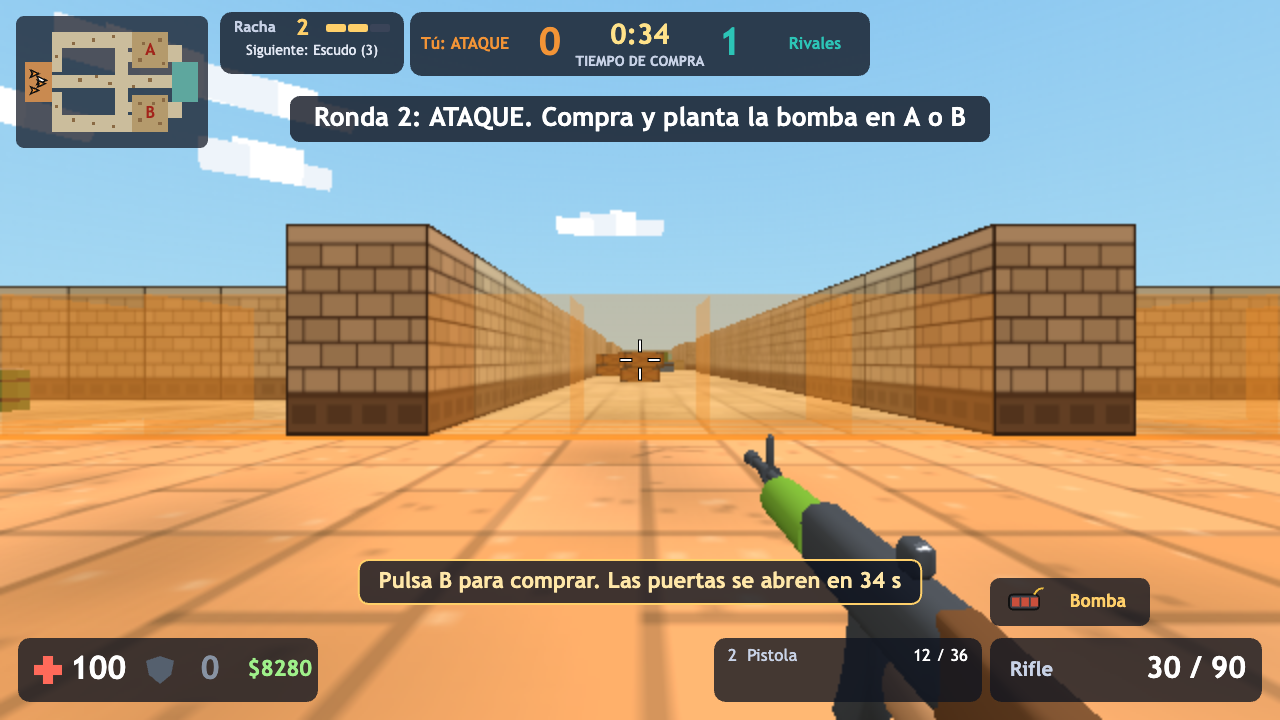 A
B
Racha 2
Siguiente: Escudo (3)
Tú: ATAQUE 0 0:34 1 Rivales
TIEMPO DE COMPRA
Ronda 2: ATAQUE. Compra y planta la bomba en A o B
Pulsa B para comprar. Las puertas se abren en 34 s
Bomba
100 0 $8280
2 Pistola 12 / 36
Rifle 30 / 90